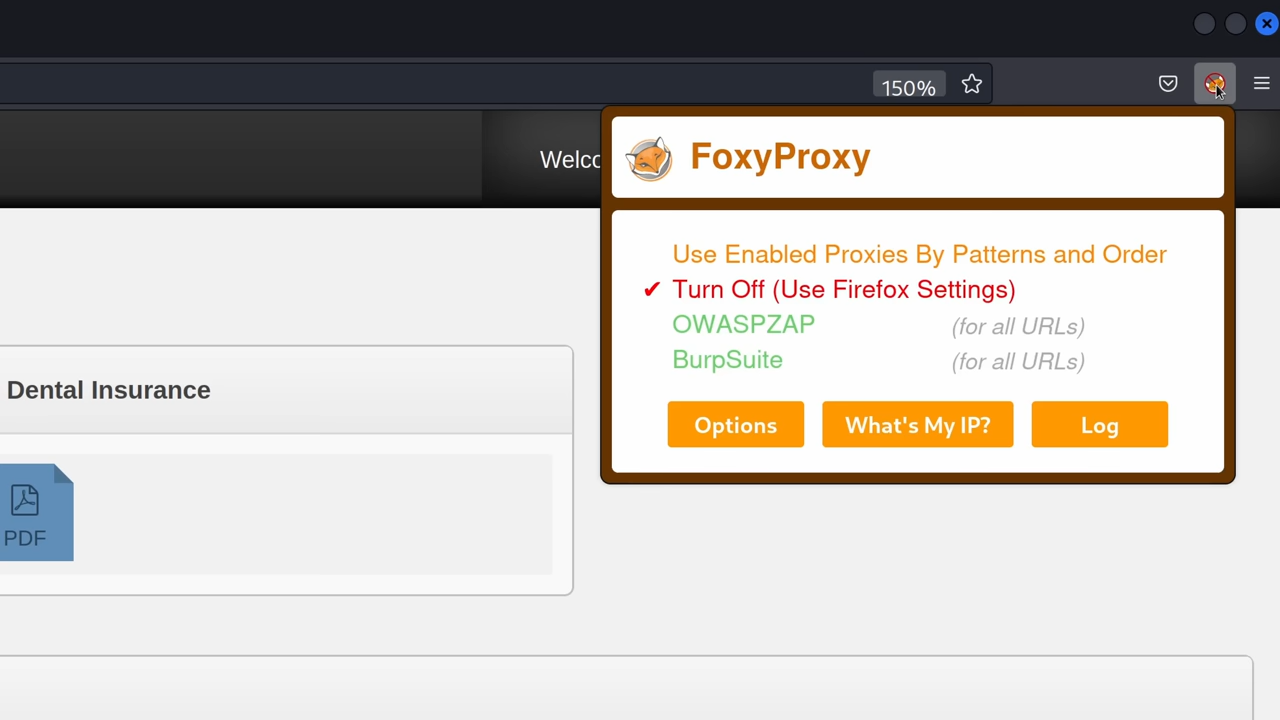 150%
Welco
FoxyProxy
Use Enabled Proxies By Patterns and Order
✔ Turn Off (Use Firefox Settings)
OWASPZAP (for all URLs)
BurpSuite (for all URLs)
Options What's My IP? Log
Dental Insurance
PDF